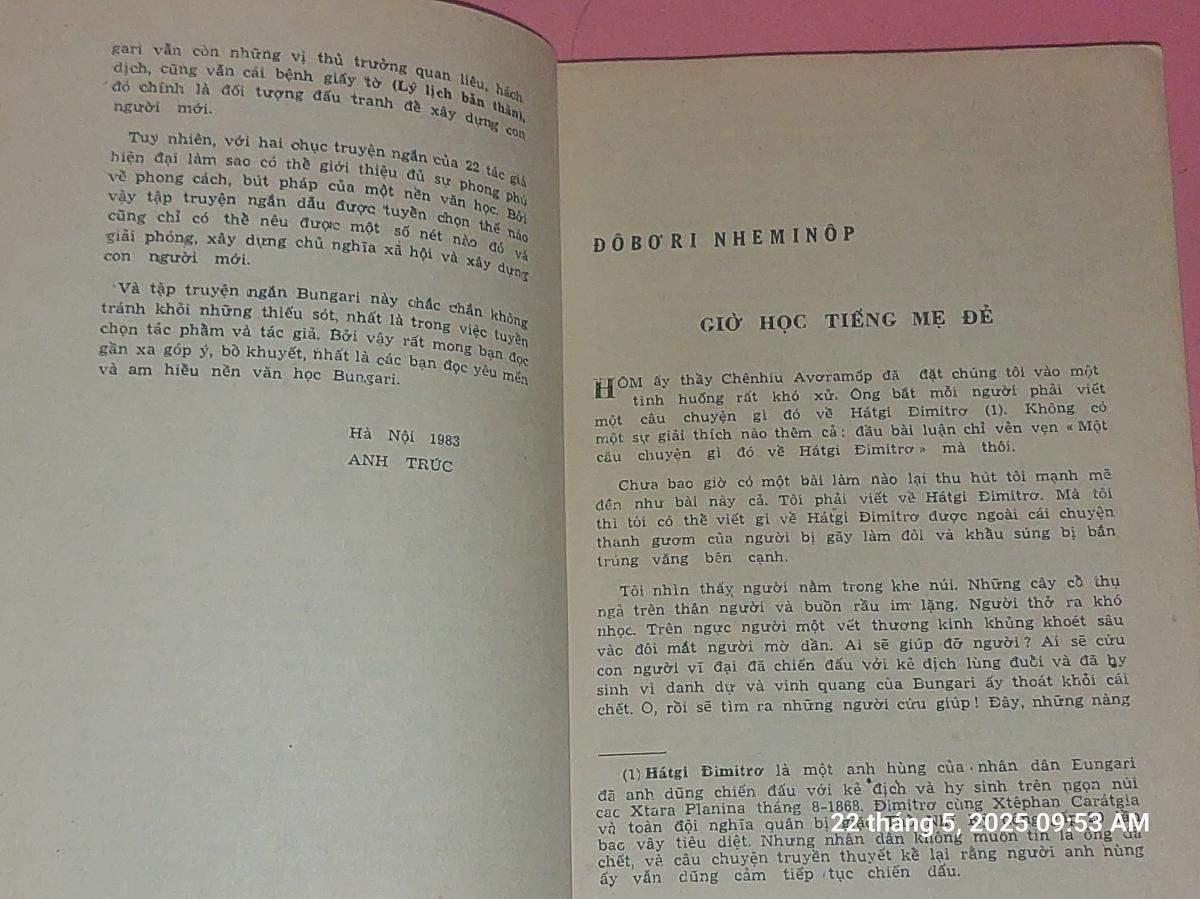 gari vẫn còn những vị thủ trưởng quan liêu, hách
dịch, cũng vẫn cái bệnh giấy tờ (Lý lịch bản thân),
đó chính là đối tượng đấu tranh để xây dựng con
người mới.
Tuy nhiên, với hai chục truyện ngắn của 22 tác giả
hiện đại làm sao có thể giới thiệu đủ sự phong phú
về phong cách, bút pháp của một nền văn học. Bởi
vậy tập truyện ngắn dẫu được tuyển chọn thế nào
cũng chỉ có thể nêu được một số nét nào đó và
giải phóng, xây dựng chủ nghĩa xã hội và xây dựng
con người mới.
Và tập truyện ngắn Bungari này chắc chắn không
tránh khỏi những thiếu sót, nhất là trong việc tuyển
chọn tác phẩm và tác giả. Bởi vậy rất mong bạn đọc
gần xa góp ý, bổ khuyết, nhất là các bạn đọc yêu mến
và am hiểu nền văn học Bungari.
Hà Nội 1983
ANH TRÚC
ĐÔBƠRI NHEMINÔP
GIỜ HỌC TIẾNG MẸ ĐẺ
HÔM ấy thầy Chênhiu Avơramốp đã đặt chúng tôi vào một
tình huống rất khó xử. Ông bắt mỗi người phải viết
một câu chuyện gì đó về Hátgi Đimitrơ (1). Không có
một sự giải thích nào thêm cả: đầu bài luận chỉ vẻn vẹn « Một
câu chuyện gì đó về Hátgi Đimitrơ » mà thôi.
Chưa bao giờ có một bài làm nào lại thu hút tôi mạnh mẽ
đến như bài này cả. Tôi phải viết về Hátgi Đimitrơ. Mà tôi
thì tôi có thể viết gì về Hátgi Đimitrơ được ngoài cái chuyện
thanh gươm của người bị gãy làm đôi và khẩu súng bị bắn
trúng văng bên cạnh.
Tôi nhìn thấy người nằm trong khe núi. Những cây cổ thụ
ngả trên thân người và buồn rầu im lặng. Người thở ra khó
nhọc. Trên ngực người một vết thương kinh khủng khoét sâu
vàc đôi mắt người mờ dần. Ai sẽ giúp đỡ người? Ai sẽ cứu
con người vĩ đại đã chiến đấu với kẻ địch lùng đuổi và đã hy
sinh vì danh dự và vinh quang của Bungari ấy thoát khỏi cái
chết. O, rồi sẽ tìm ra những người cứu giúp! Đây, những nàng
(1) Hátgi Đimitrơ là một anh hùng của nhân dân Eungari
đã anh dũng chiến đấu với kẻ địch và hy sinh trên ngọn núi
cac Xtara Planina tháng 8-1868. Đimitrơ cùng Xtêphan Carátgia
và toàn đội nghĩa quân bị
bao vây tiêu diệt. Nhưng nhân dân không muốn tin là ông đã
chết, và câu chuyện truyền thuyết kể lại rằng người anh hùng
ấy vẫn dũng cảm tiếp tục chiến đấu.
22 tháng 5, 2025 09:53 AM